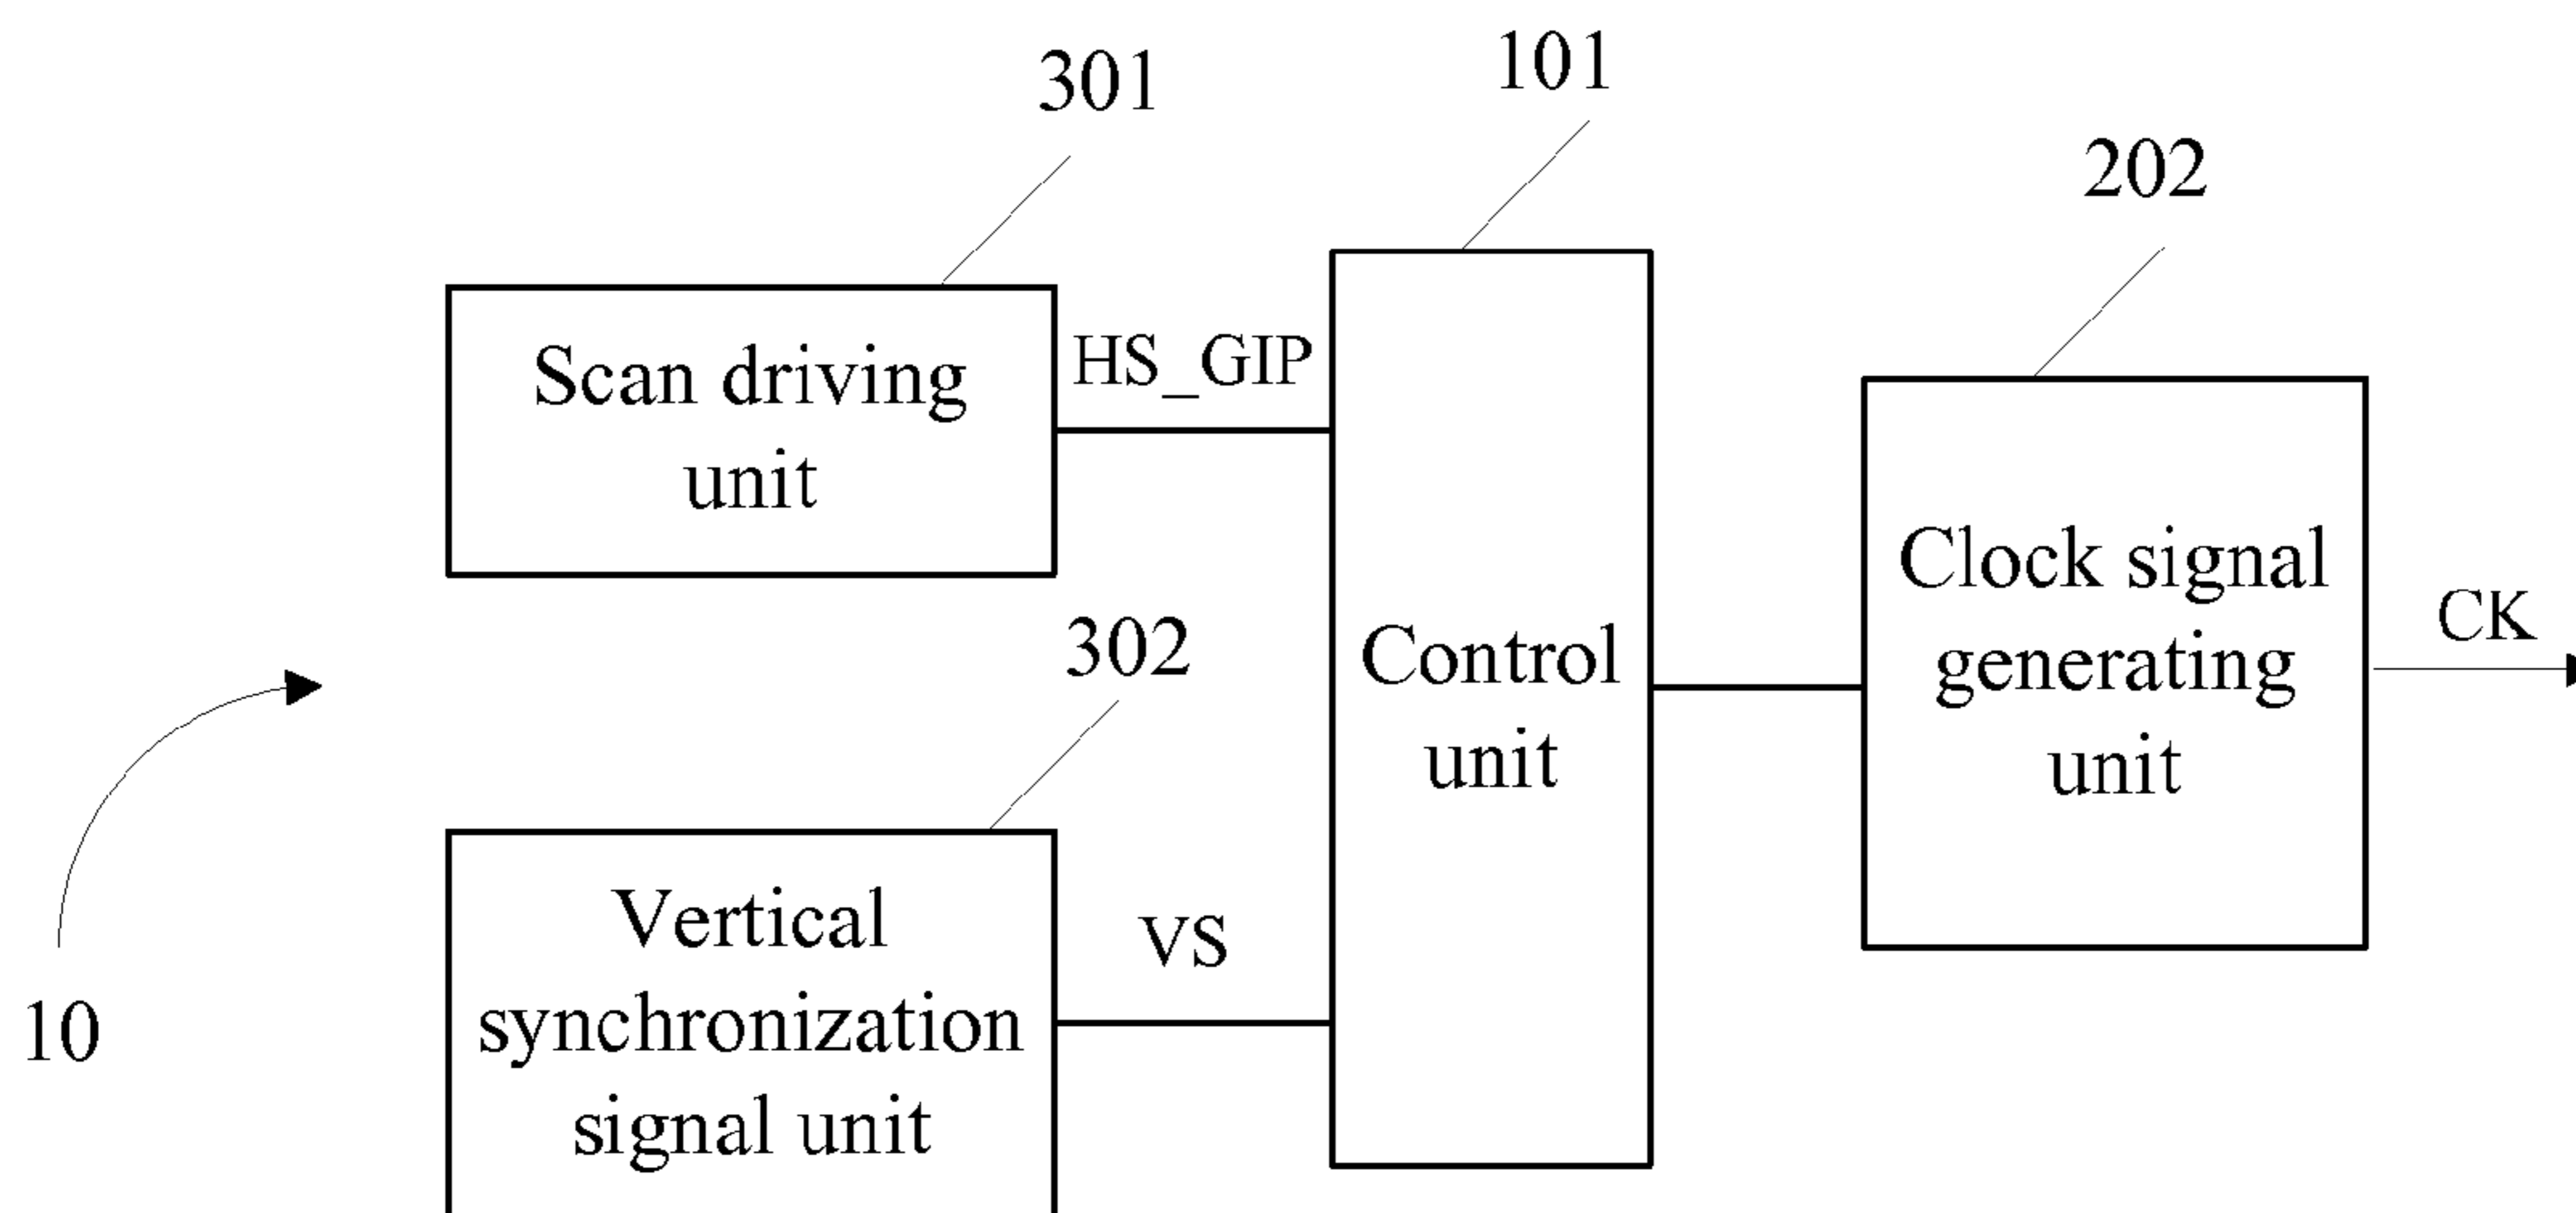 301
101
202
Scan driving
unit
HS_GIP
Control
unit
Clock signal
generating
unit
CK
302
Vertical
synchronization
signal unit
VS
10